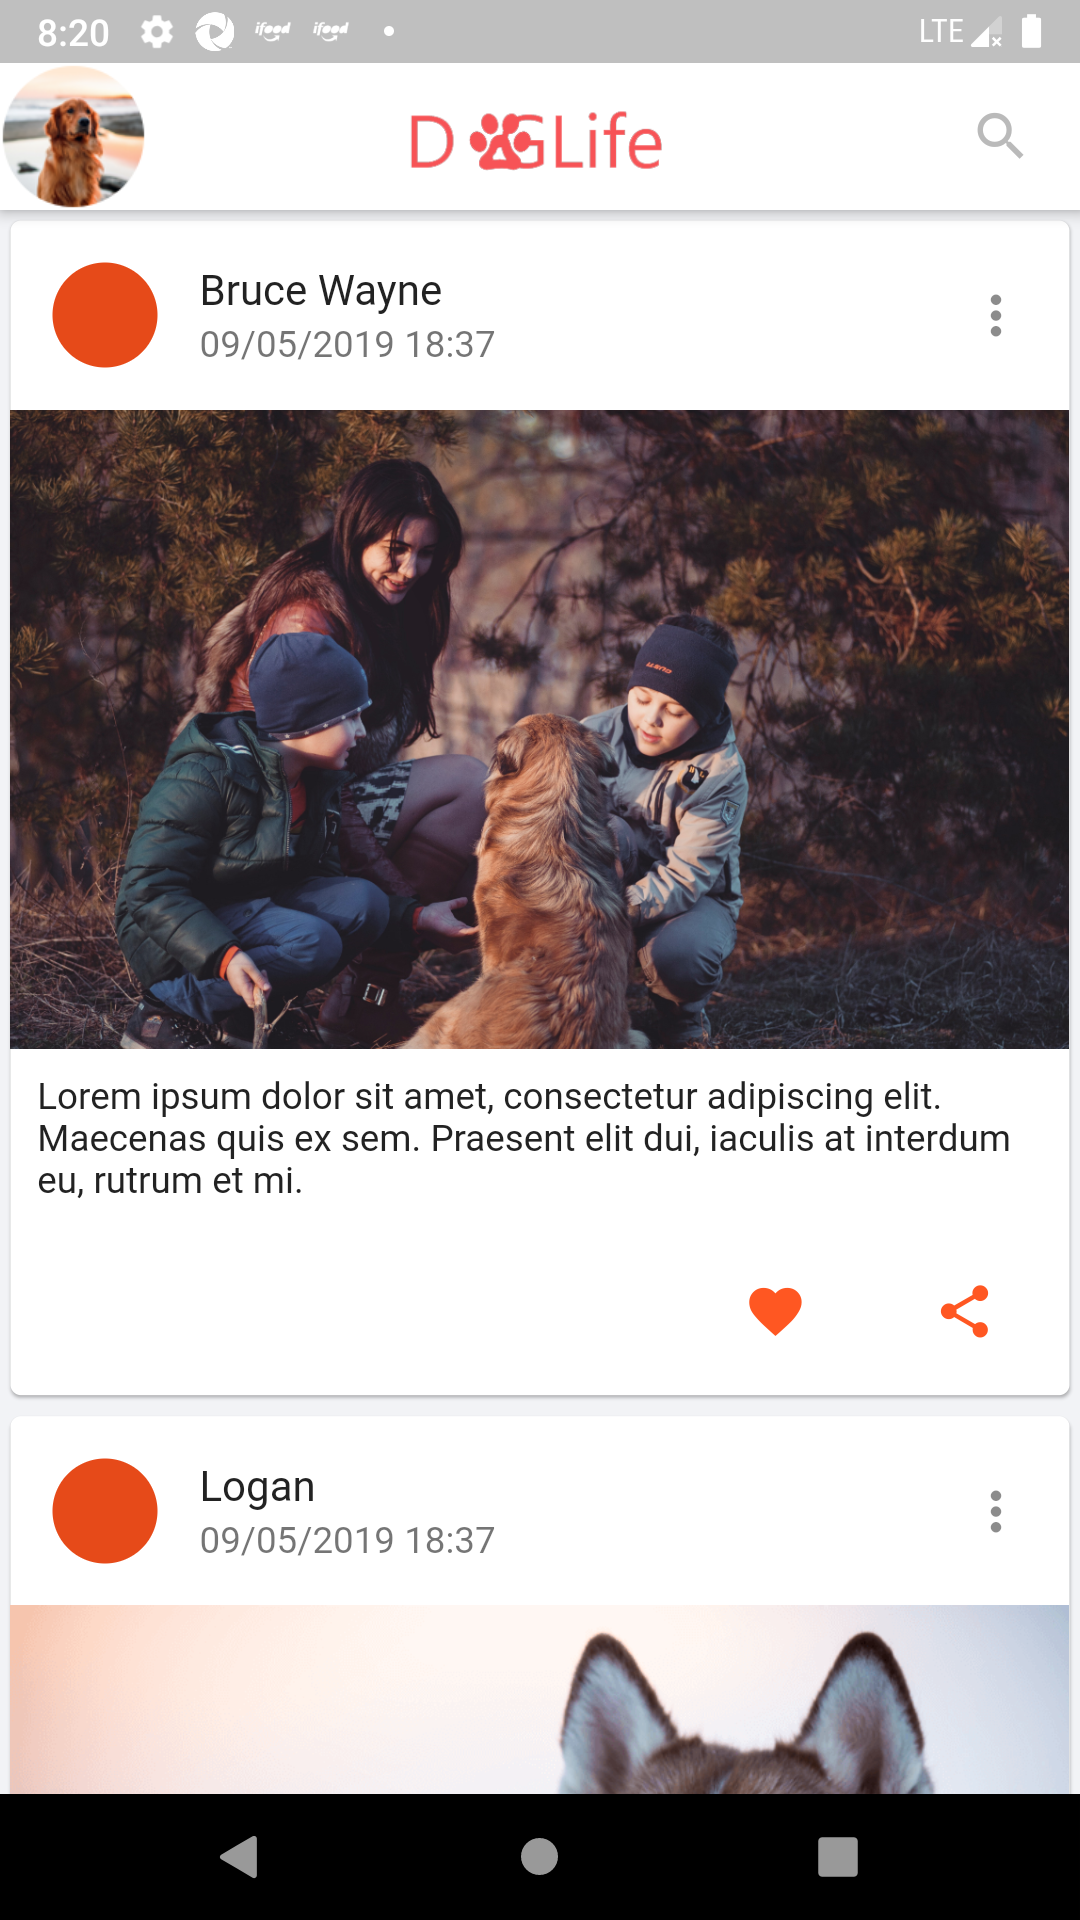 8:20 ifood ifood LTE
DOGLife
Bruce Wayne
09/05/2019 18:37
Lorem ipsum dolor sit amet, consectetur adipiscing elit.
Maecenas quis ex sem. Praesent elit dui, iaculis at interdum
eu, rutrum et mi.
Logan
09/05/2019 18:37